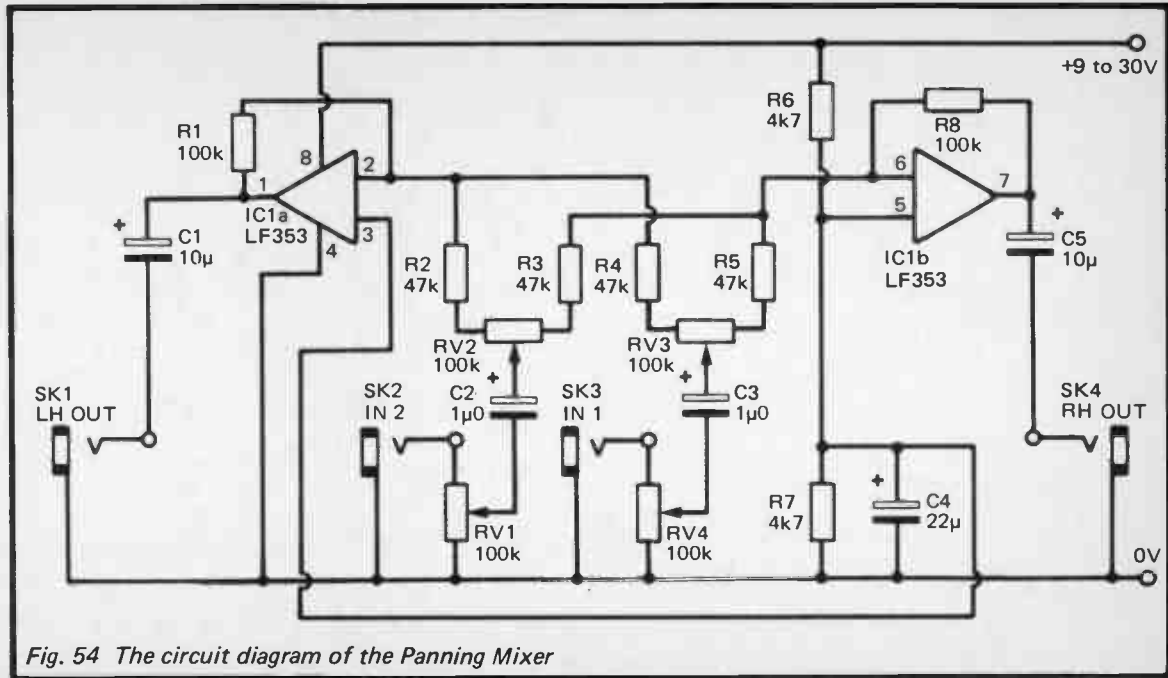 +9 to 30V
R6
4k7
R1
100k
R8
100k
8
2
1
3
4
IC1a
LF353
6
7
5
IC1b
LF353
+
C1
10µ
+
C5
10µ
R2
47k
R3
47k
R4
47k
R5
47k
RV2
100k
RV3
100k
+
C2
1µ0
+
C3
1µ0
SK1
LH OUT
SK2
IN 2
SK3
IN 1
SK4
RH OUT
RV1
100k
RV4
100k
R7
4k7
+
C4
22µ
0V
Fig. 54 The circuit diagram of the Panning Mixer